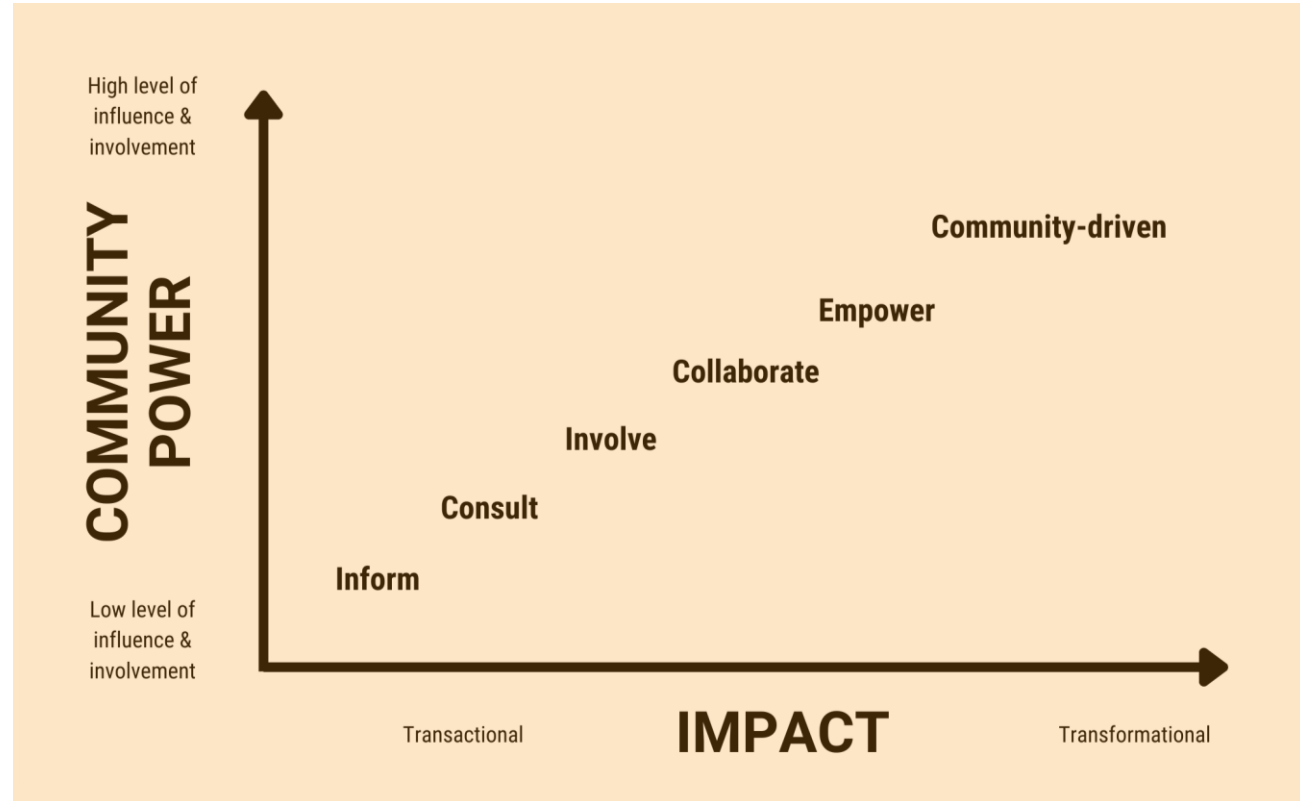 High level of
influence &
involvement
COMMUNITY
POWER
Low level of
influence &
involvement
Community-driven
Empower
Collaborate
Involve
Consult
Inform
Transactional
IMPACT
Transformational